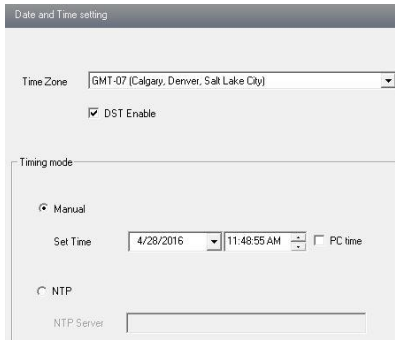 Date and Time setting
Time Zone GMT-07 (Calgary, Denver, Salt Lake City)
DST Enable
Timing mode
Manual
Set Time 4/28/2016 11:48:55 AM PC time
NTP
NTP Server